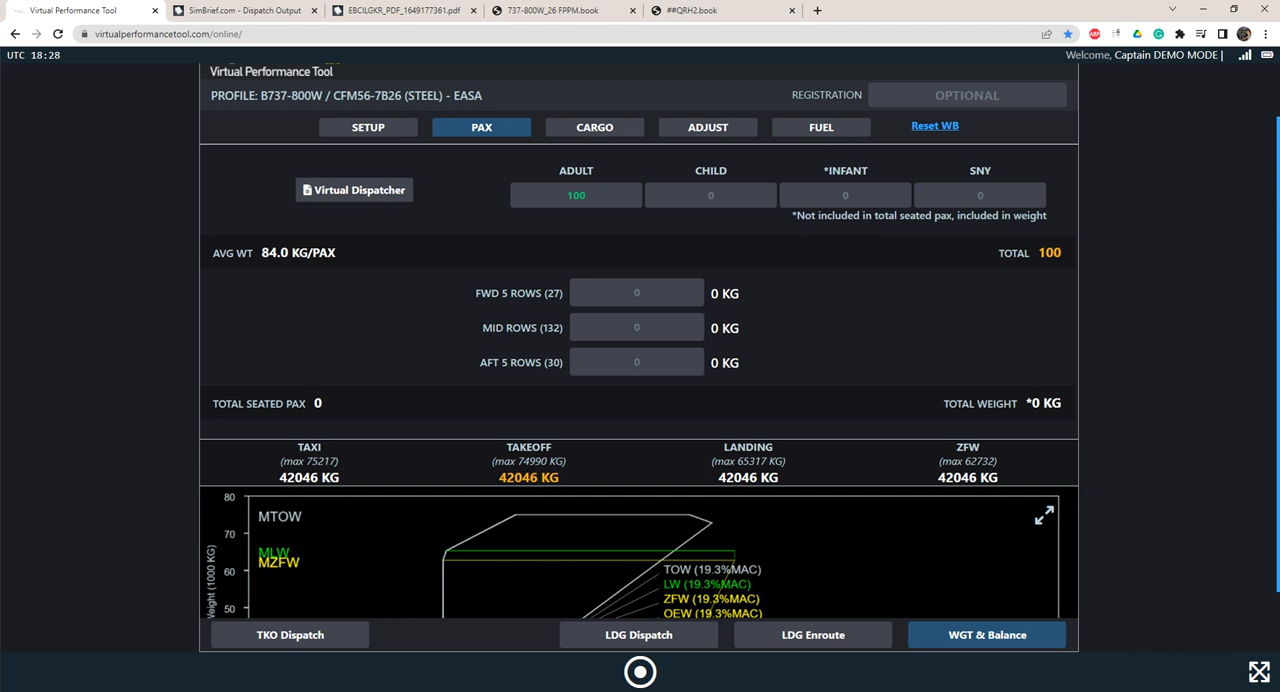 Virtual Performance Tool
SimBrief.com - Dispatch Output
EBCILGKR_PDF_1649177361.pdf
737-800W_26 FPPM.book
##QRH2.book
virtualperformancetool.com/online/
UTC 18:28
Welcome, Captain DEMO MODE |
Virtual Performance Tool
PROFILE: B737-800W / CFM56-7B26 (STEEL) - EASA
REGISTRATION OPTIONAL
SETUP PAX CARGO ADJUST FUEL Reset WB
ADULT CHILD *INFANT SNY
Virtual Dispatcher
100 0 0 0
*Not included in total seated pax, included in weight
AVG WT 84.0 KG/PAX
TOTAL 100
FWD 5 ROWS (27) 0 0 KG
MID ROWS (132) 0 0 KG
AFT 5 ROWS (30) 0 0 KG
TOTAL SEATED PAX 0
TOTAL WEIGHT *0 KG
TAXI TAKEOFF LANDING ZFW
(max 75217) (max 74990 KG) (max 65317 KG) (max 62732)
42046 KG 42046 KG 42046 KG 42046 KG
80
MTOW
70
MLW
MZFW
60
50
Weight (1000 KG)
TOW (19.3%MAC)
LW (19.3%MAC)
ZFW (19.3%MAC)
OEW (19.3%MAC)
TKO Dispatch LDG Dispatch LDG Enroute WGT & Balance